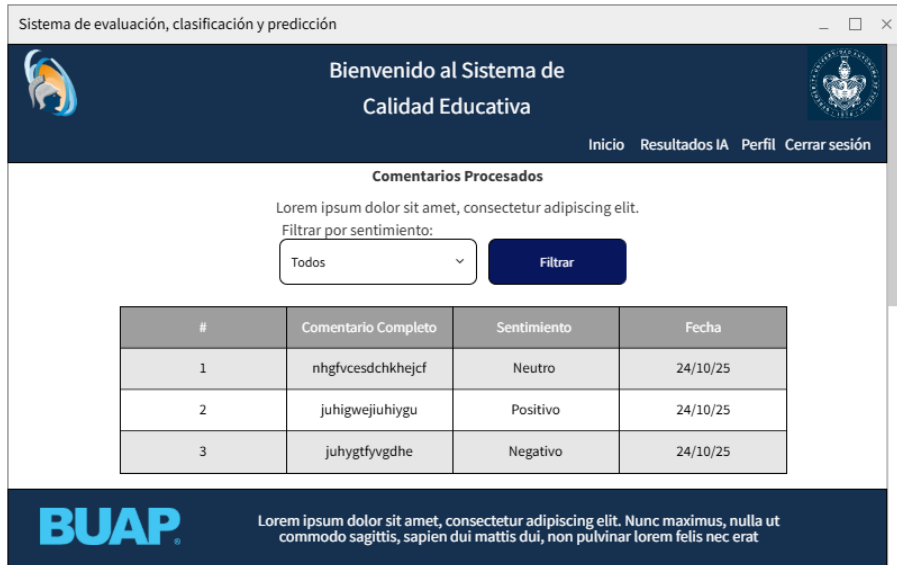 Sistema de evaluación, clasificación y predicción
Bienvenido al Sistema de
Calidad Educativa
Inicio Resultados IA Perfil Cerrar sesión
Comentarios Procesados
Lorem ipsum dolor sit amet, consectetur adipiscing elit.
Filtrar por sentimiento:
Todos Filtrar
# Comentario Completo Sentimiento Fecha
1 nhgfvcesdchkhejcf Neutro 24/10/25
2 juhigwejiuhiygu Positivo 24/10/25
3 juhygtfyvgdhe Negativo 24/10/25
BUAP
Lorem ipsum dolor sit amet, consectetur adipiscing elit. Nunc maximus, nulla ut
commodo sagittis, sapien dui mattis dui, non pulvinar lorem felis nec erat